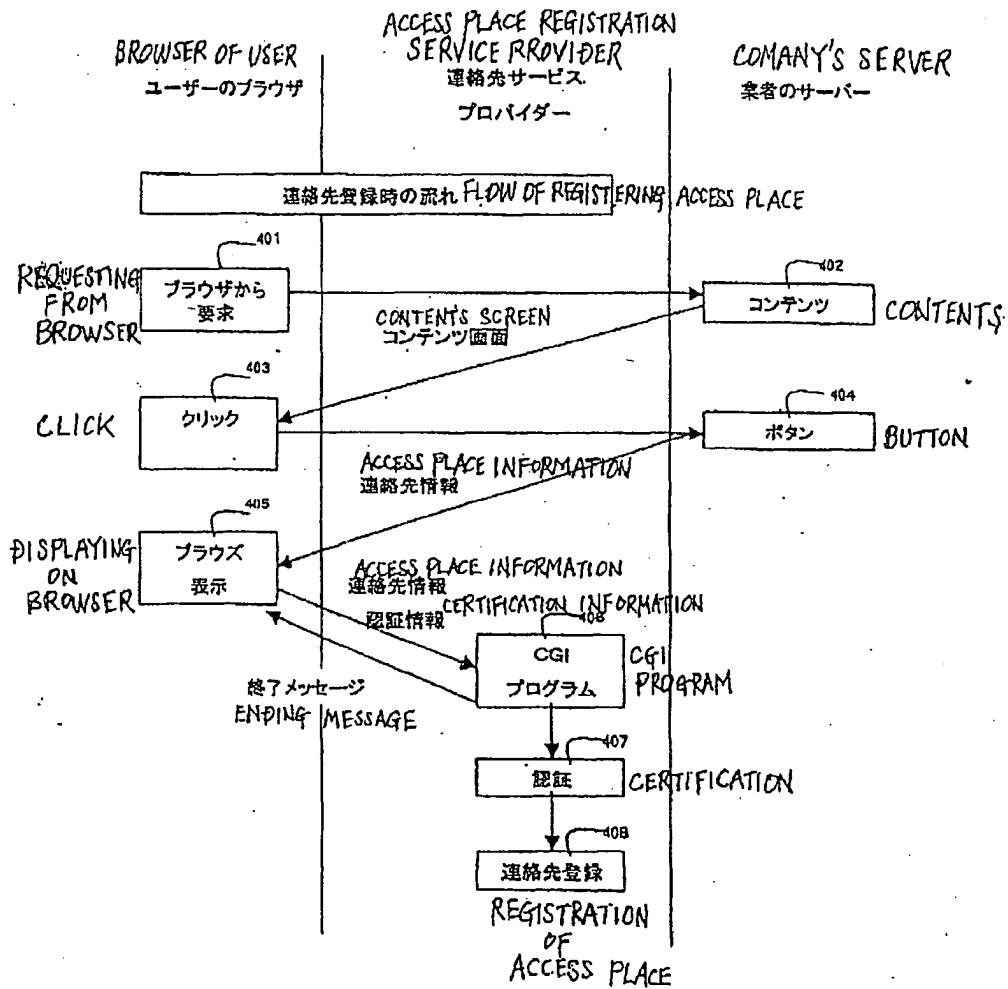 BROWSER OF USER
ユーザーのブラウザ
ACCESS PLACE REGISTRATION
SERVICE RROVIDER
連絡先サービス
プロバイダー
COMANY'S SERVER
業者のサーバー
連絡先登録時の流れ FLOW OF REGISTERING ACCESS PLACE
401
REQUESTING
FROM
BROWSER
ブラウザから
要求
402
コンテンツ
CONTENTS
CONTENTS SCREEN
コンテンツ画面
403
CLICK
クリック
404
ボタン
BUTTON
ACCESS PLACE INFORMATION
連絡先情報
405
DISPLAYING
ON
BROWSER
ブラウズ
表示
ACCESS PLACE INFORMATION
連絡先情報
認証情報 CERTIFICATION INFORMATION
406
CGI
プログラム
CGI
PROGRAM
終了メッセージ
ENDING MESSAGE
407
認証
CERTIFICATION
408
連絡先登録
REGISTRATION
OF
ACCESS PLACE